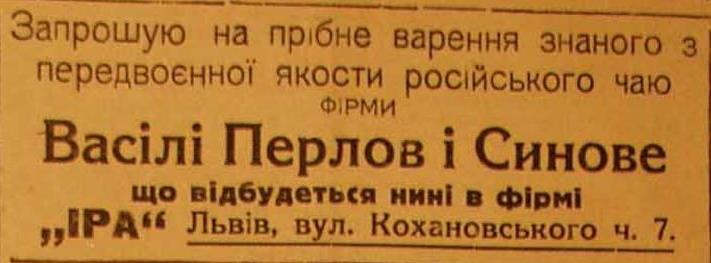 Запрошую на прібне варення знаного з
передвоєнної якости російського чаю
ФІРМИ
Васілі Перлов і Синове
що відбудеться нині в фірмі
„ІРА“ Львів, вул. Кохановського ч. 7.